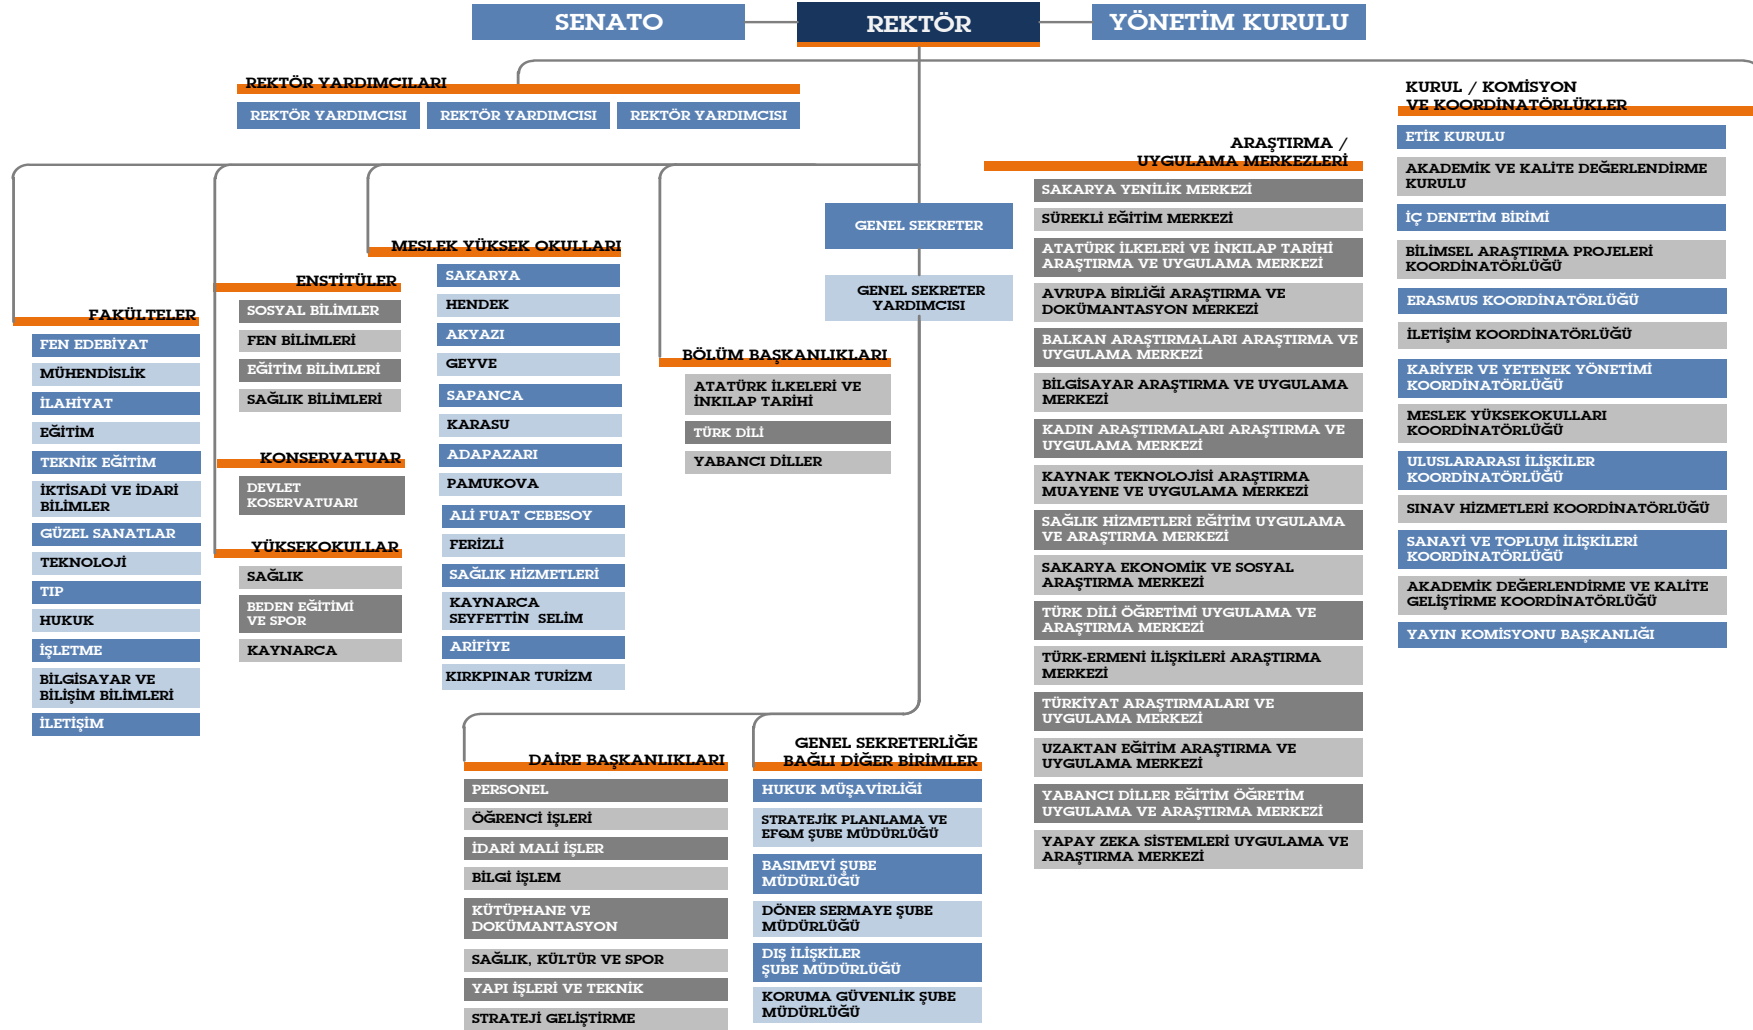 SENATO
REKTÖR
YÖNETİM KURULU
REKTÖR YARDIMCILARI
REKTÖR YARDIMCISI
REKTÖR YARDIMCISI
REKTÖR YARDIMCISI
FAKÜLTELER
FEN EDEBİYAT
MÜHENDİSLİK
İLAHİYAT
EĞİTİM
TEKNİK EĞİTİM
İKTİSADİ VE İDARİ
BİLİMLER
GÜZEL SANATLAR
TEKNOLOJİ
TIP
HUKUK
İŞLETME
BİLGİSAYAR VE
BİLİŞİM BİLİMLERİ
İLETİŞİM
ENSTİTÜLER
SOSYAL BİLİMLER
FEN BİLİMLERİ
EĞİTİM BİLİMLERİ
SAĞLIK BİLİMLERİ
KONSERVATUAR
DEVLET
KOSERVATUARI
YÜKSEKOKULLAR
SAĞLIK
BEDEN EĞİTİMİ
VE SPOR
KAYNARCA
MESLEK YÜKSEK OKULLARI
SAKARYA
HENDEK
AKYAZI
GEYVE
SAPANCA
KARASU
ADAPAZARI
PAMUKOVA
ALİ FUAT CEBESOY
FERİZLİ
SAĞLIK HİZMETLERİ
KAYNARCA
SEYFETTİN SELİM
ARİFİYE
KIRKPINAR TURİZM
BÖLÜM BAŞKANLIKLARI
ATATÜRK İLKELERİ VE
İNKILAP TARİHİ
TÜRK DİLİ
YABANCI DİLLER
GENEL SEKRETER
GENEL SEKRETER
YARDIMCISI
DAİRE BAŞKANLIKLARI
PERSONEL
ÖĞRENCİ İŞLERİ
İDARİ MALİ İŞLER
BİLGİ İŞLEM
KÜTÜPHANE VE
DOKÜMANTASYON
SAĞLIK, KÜLTÜR VE SPOR
YAPI İŞLERİ VE TEKNİK
STRATEJİ GELİŞTİRME
GENEL SEKRETERLİĞE
BAĞLI DİĞER BİRİMLER
HUKUK MÜŞAVİRLİĞİ
STRATEJİK PLANLAMA VE
EFQM ŞUBE MÜDÜRLÜĞÜ
BASIMEVİ ŞUBE
MÜDÜRLÜĞÜ
DÖNER SERMAYE ŞUBE
MÜDÜRLÜĞÜ
DIŞ İLİŞKİLER
ŞUBE MÜDÜRLÜĞÜ
KORUMA GÜVENLİK ŞUBE
MÜDÜRLÜĞÜ
ARAŞTIRMA /
UYGULAMA MERKEZLERİ
SAKARYA YENİLİK MERKEZİ
SÜREKLİ EĞİTİM MERKEZİ
ATATÜRK İLKELERİ VE İNKILAP TARİHİ
ARAŞTIRMA VE UYGULAMA MERKEZİ
AVRUPA BİRLİĞİ ARAŞTIRMA VE
DOKÜMANTASYON MERKEZİ
BALKAN ARAŞTIRMALARI ARAŞTIRMA VE
UYGULAMA MERKEZİ
BİLGİSAYAR ARAŞTIRMA VE UYGULAMA
MERKEZİ
KADIN ARAŞTIRMALARI ARAŞTIRMA VE
UYGULAMA MERKEZİ
KAYNAK TEKNOLOJİSİ ARAŞTIRMA
MUAYENE VE UYGULAMA MERKEZİ
SAĞLIK HİZMETLERİ EĞİTİM UYGULAMA
VE ARAŞTIRMA MERKEZİ
SAKARYA EKONOMİK VE SOSYAL
ARAŞTIRMA MERKEZİ
TÜRK DİLİ ÖĞRETİMİ UYGULAMA VE
ARAŞTIRMA MERKEZİ
TÜRK-ERMENİ İLİŞKİLERİ ARAŞTIRMA
MERKEZİ
TÜRKİYAT ARAŞTIRMALARI VE
UYGULAMA MERKEZİ
UZAKTAN EĞİTİM ARAŞTIRMA VE
UYGULAMA MERKEZİ
YABANCI DİLLER EĞİTİM ÖĞRETİM
UYGULAMA VE ARAŞTIRMA MERKEZİ
YAPAY ZEKA SİSTEMLERİ UYGULAMA VE
ARAŞTIRMA MERKEZİ
KURUL / KOMİSYON
VE KOORDİNATÖRLÜKLER
ETİK KURULU
AKADEMİK VE KALİTE DEĞERLENDİRME
KURULU
İÇ DENETİM BİRİMİ
BİLİMSEL ARAŞTIRMA PROJELERİ
KOORDİNATÖRLÜĞÜ
ERASMUS KOORDİNATÖRLÜĞÜ
İLETİŞİM KOORDİNATÖRLÜĞÜ
KARİYER VE YETENEK YÖNETİMİ
KOORDİNATÖRLÜĞÜ
MESLEK YÜKSEKOKULLARI
KOORDİNATÖRLÜĞÜ
ULUSLARARASI İLİŞKİLER
KOORDİNATÖRLÜĞÜ
SINAV HİZMETLERİ KOORDİNATÖRLÜĞÜ
SANAYİ VE TOPLUM İLİŞKİLERİ
KOORDİNATÖRLÜĞÜ
AKADEMİK DEĞERLENDİRME VE KALİTE
GELİŞTİRME KOORDİNATÖRLÜĞÜ
YAYIN KOMİSYONU BAŞKANLIĞI